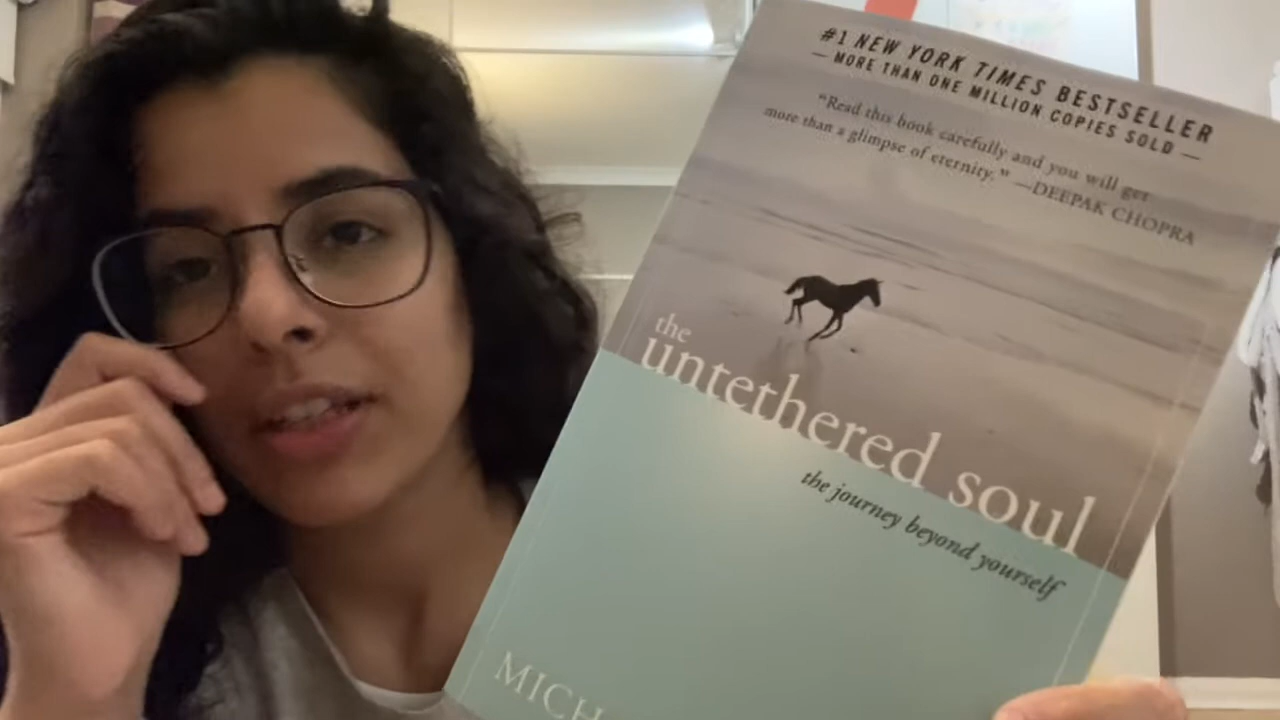 #1 NEW YORK TIMES BESTSELLER
— MORE THAN ONE MILLION COPIES SOLD —
“Read this book carefully and you will get
more than a glimpse of eternity.” —DEEPAK CHOPRA
the
untethered soul
the journey beyond yourself
MICH